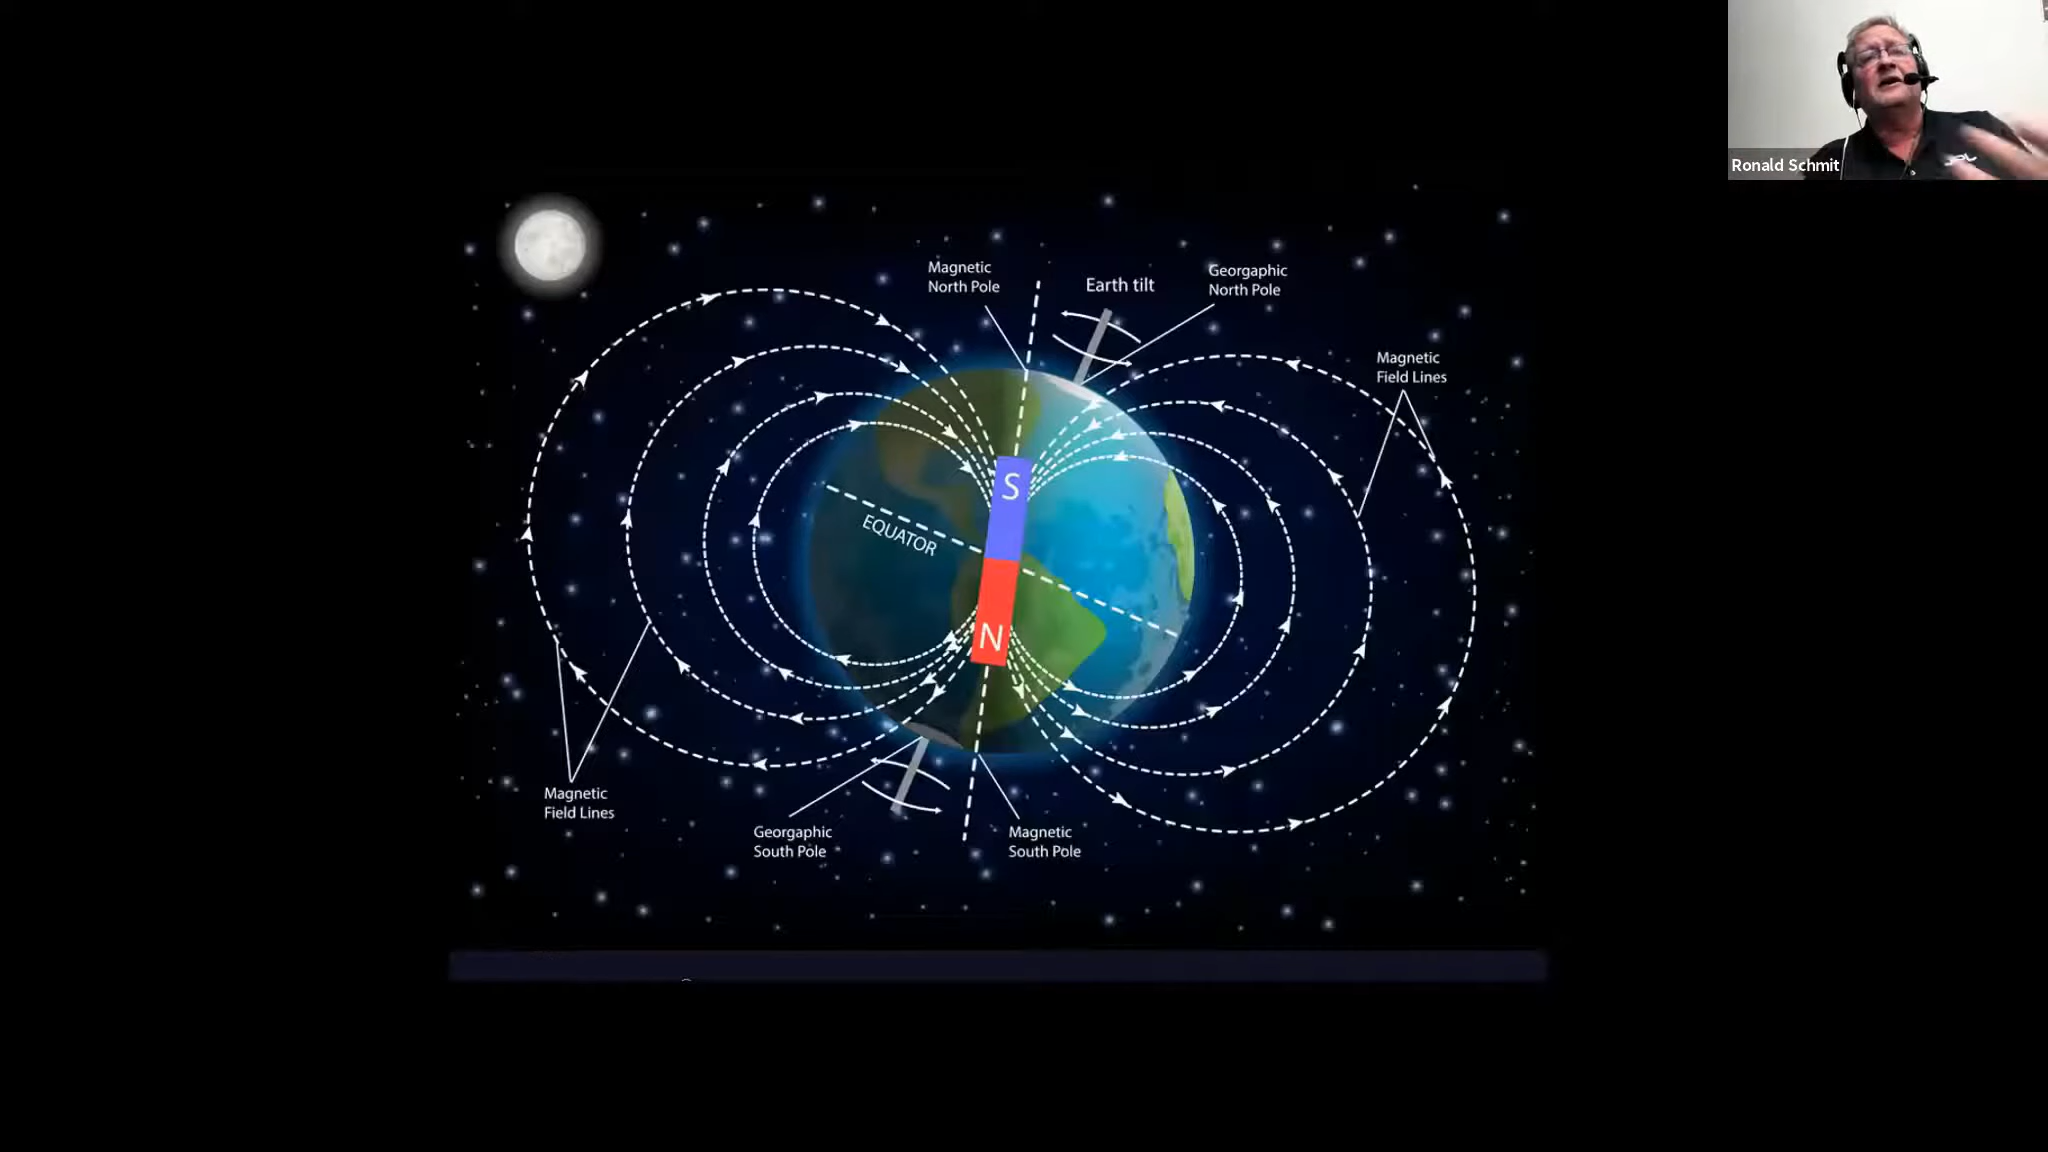 Ronald Schmit
Magnetic
North Pole
Earth tilt
Georgaphic
North Pole
Magnetic
Field Lines
S
EQUATOR
N
Magnetic
Field Lines
Georgaphic
South Pole
Magnetic
South Pole